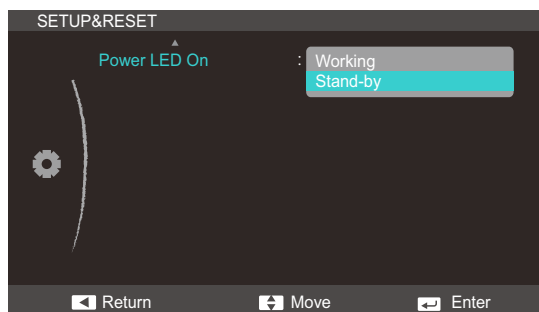 SETUP&RESET
Power LED On : Working
Stand-by
Return Move Enter